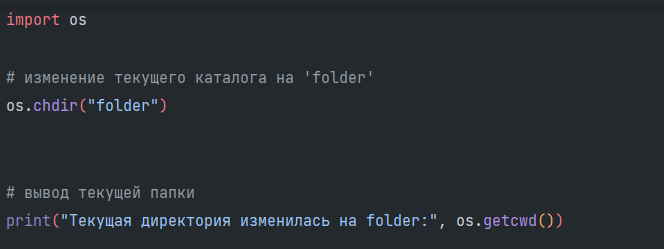 import os
# изменение текущего каталога на 'folder'
os.chdir("folder")
# вывод текущей папки
print("Текущая директория изменилась на folder:", os.getcwd())